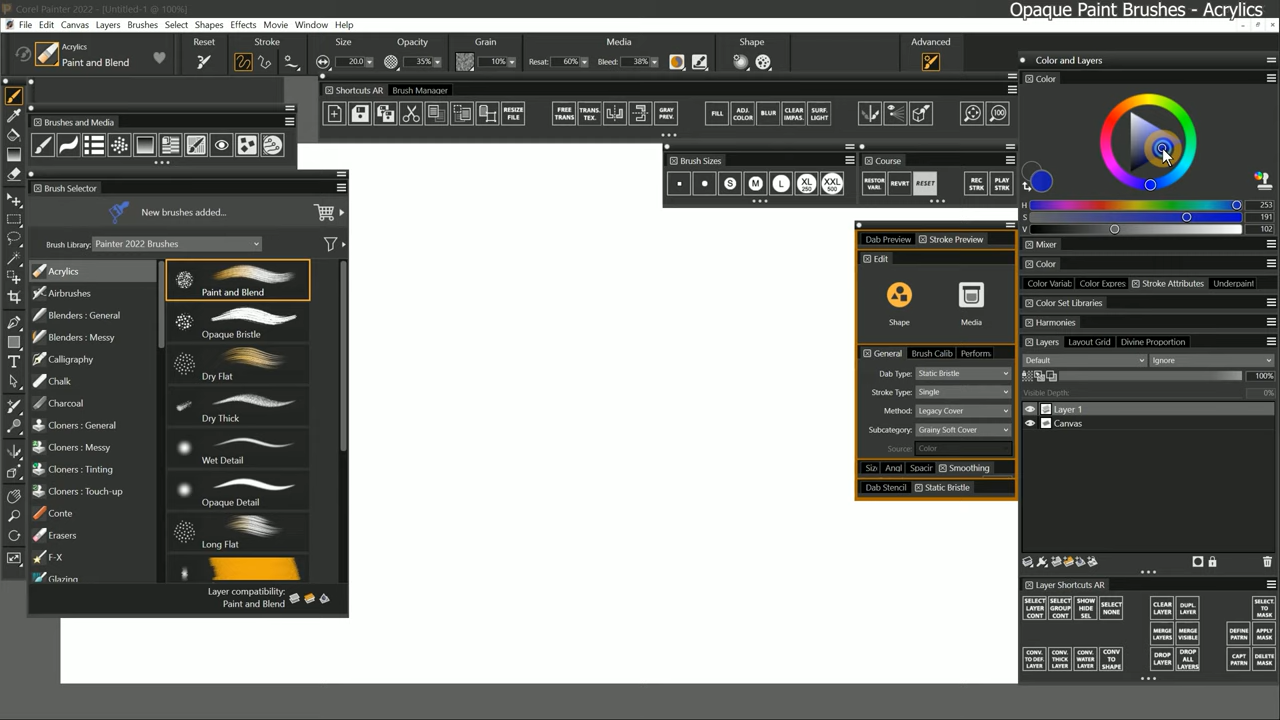 Corel Painter 2022 - [Untitled-1 @ 100%]
Opaque Paint Brushes - Acrylics
File Edit Canvas Layers Brushes Select Shapes Effects Movie Window Help
Acrylics
Paint and Blend
Reset
Stroke
Size
20.0
Opacity
35%
Grain
10%
Media
Resat: 60%
Bleed: 38%
Shape
Advanced
Shortcuts AR
Brush Manager
RESIZE FILE
FREE TRANS
TRANS. TEX.
GRAY PREV.
FILL
ADJ. COLOR
BLUR
CLEAR IMPAS.
SURF. LIGHT
100
Brushes and Media
Brush Sizes
S
M
L
XL 250
XXL 500
Course
RESTOR VARI.
REVRT
RESET
REC STRK
PLAY STRK
Brush Selector
New brushes added...
Brush Library: Painter 2022 Brushes
Acrylics
Airbrushes
Blenders : General
Blenders : Messy
Calligraphy
Chalk
Charcoal
Cloners : General
Cloners : Messy
Cloners : Tinting
Cloners : Touch-up
Conte
Erasers
F-X
Glazing
Paint and Blend
Opaque Bristle
Dry Flat
Dry Thick
Wet Detail
Opaque Detail
Long Flat
Layer compatibility:
Paint and Blend
Dab Preview
Stroke Preview
Edit
Shape
Media
General
Brush Calib
Perform
Dab Type: Static Bristle
Stroke Type: Single
Method: Legacy Cover
Subcategory: Grainy Soft Cover
Source: Color
Siz
Angl
Spacir
Smoothing
Dab Stencil
Static Bristle
Color and Layers
Color
H 253
S 191
V 102
Mixer
Color
Color Variab
Color Expres
Stroke Attributes
Underpaint
Color Set Libraries
Harmonies
Layers
Layout Grid
Divine Proportion
Default
Ignore
100%
Visible Depth: 0%
Layer 1
Canvas
Layer Shortcuts AR
SELECT LAYER CONT
SELECT GROUP CONT
SHOW HIDE SEL
SELECT NONE
CLEAR LAYER
DUPL. LAYER
SELECT. TO MASK
MERGE LAYERS
MERGE VISIBLE
DEFINE PATRN
APPLY MASK
CONV. TO DEF. LAYER
CONV. THICK LAYER
CONV. WATER LAYER
CONV TO SHAPE
DROP LAYER
DROP ALL LAYERS
CAPT PATRN
DELETE MASK